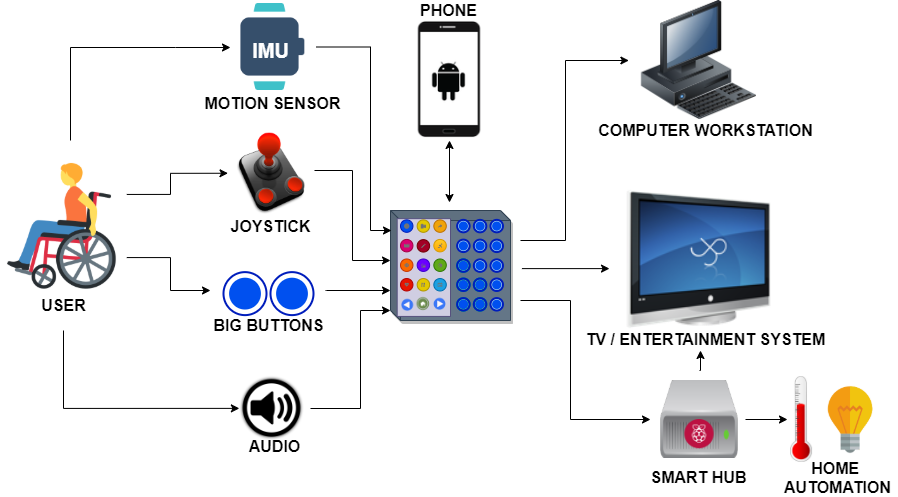 PHONE
IMU
MOTION SENSOR
COMPUTER WORKSTATION
JOYSTICK
USER
BIG BUTTONS
TV / ENTERTAINMENT SYSTEM
AUDIO
SMART HUB
HOME
AUTOMATION